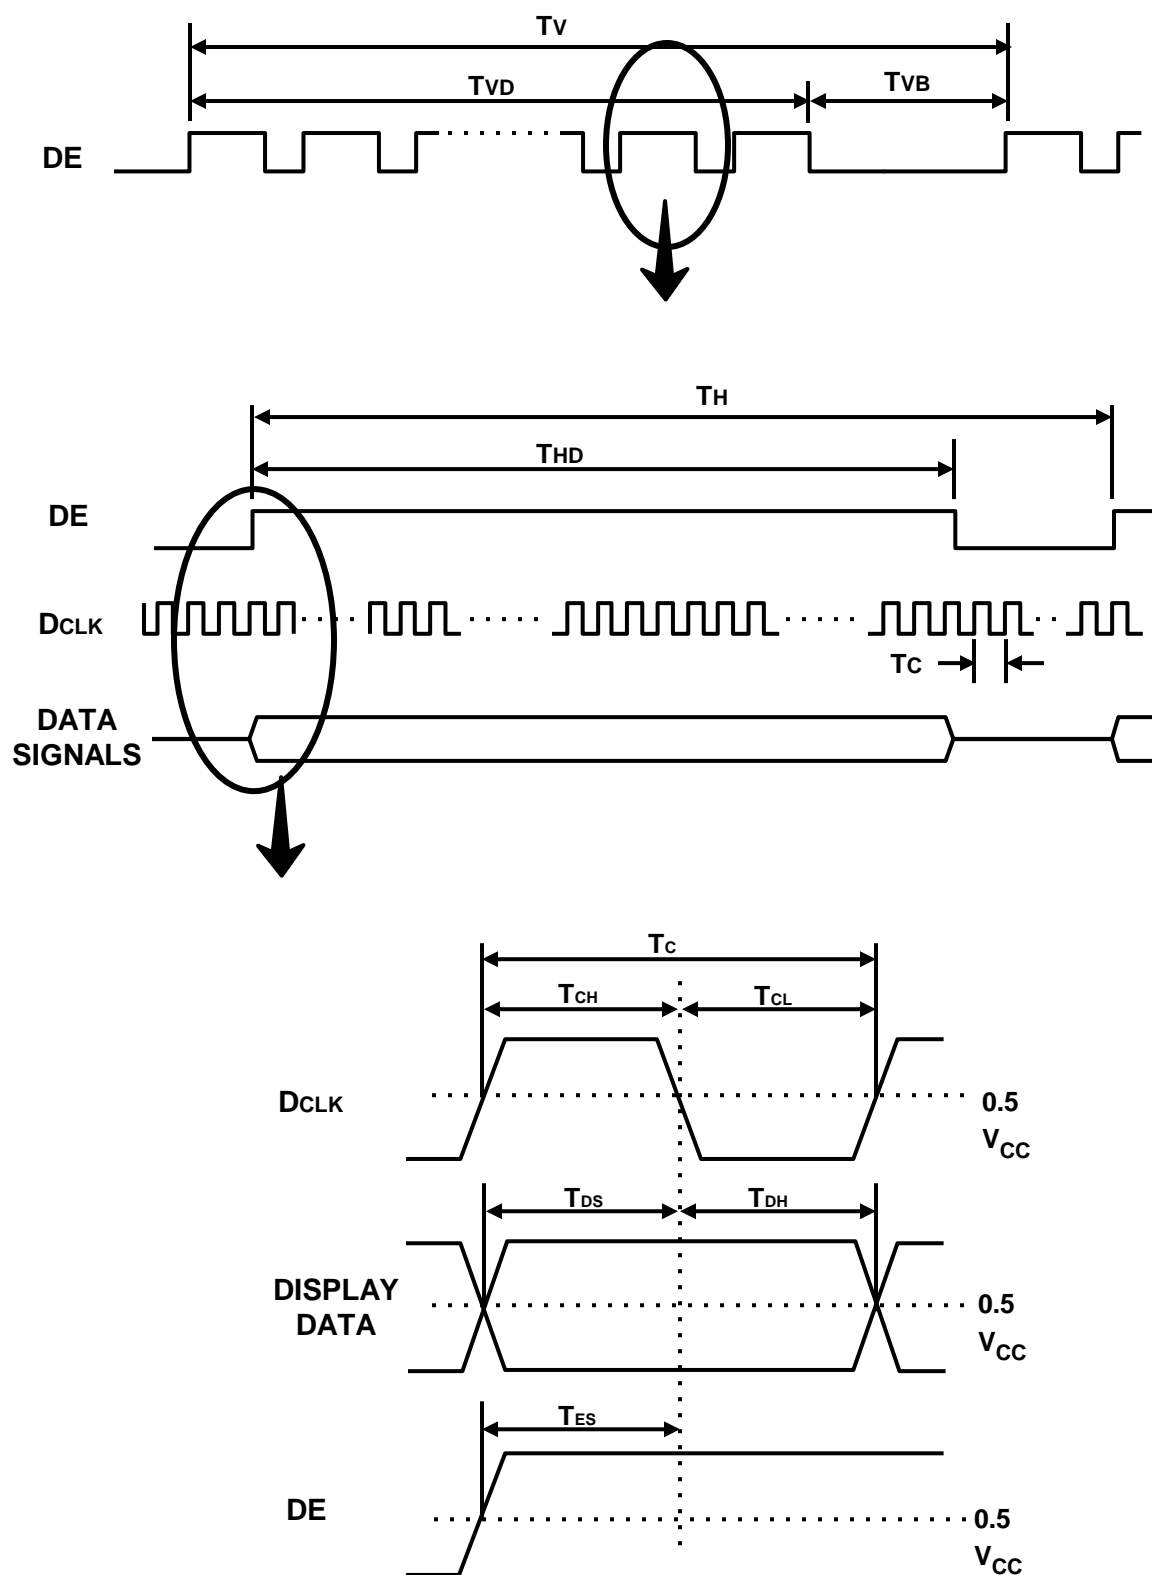 TV
TVD
TVB
DE
TH
THD
DE
DCLK
TC
DATA
SIGNALS
TC
TCH
TCL
DCLK
0.5
VCC
TDS
TDH
DISPLAY
DATA
0.5
VCC
TES
DE
0.5
VCC